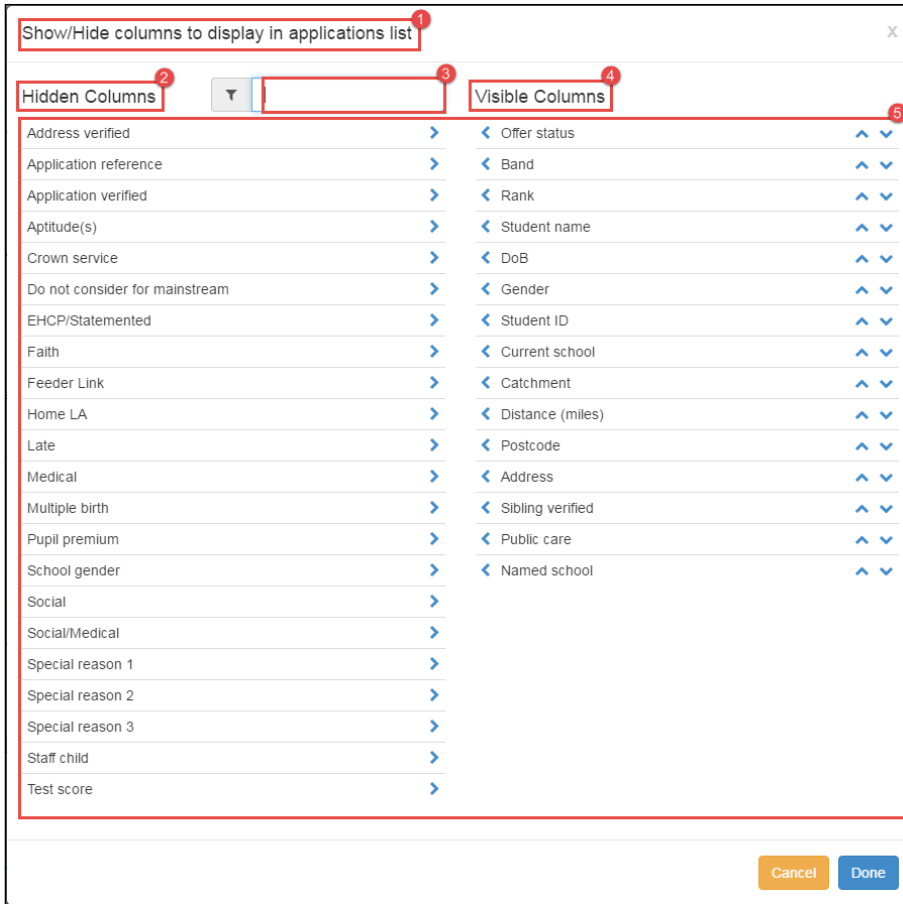 Show/Hide columns to display in applications list
1
X
Hidden Columns
2
3
Visible Columns
4
5
Address verified
Application reference
Application verified
Aptitude(s)
Crown service
Do not consider for mainstream
EHCP/Statemented
Faith
Feeder Link
Home LA
Late
Medical
Multiple birth
Pupil premium
School gender
Social
Social/Medical
Special reason 1
Special reason 2
Special reason 3
Staff child
Test score
Offer status
Band
Rank
Student name
DoB
Gender
Student ID
Current school
Catchment
Distance (miles)
Postcode
Address
Sibling verified
Public care
Named school
Cancel
Done